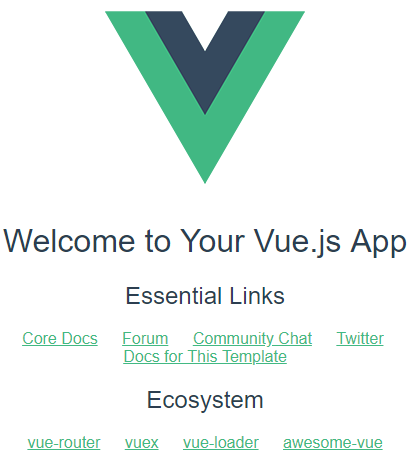 Welcome to Your Vue.js App
Essential Links
Core Docs Forum Community Chat Twitter
Docs for This Template
Ecosystem
vue-router vuex vue-loader awesome-vue